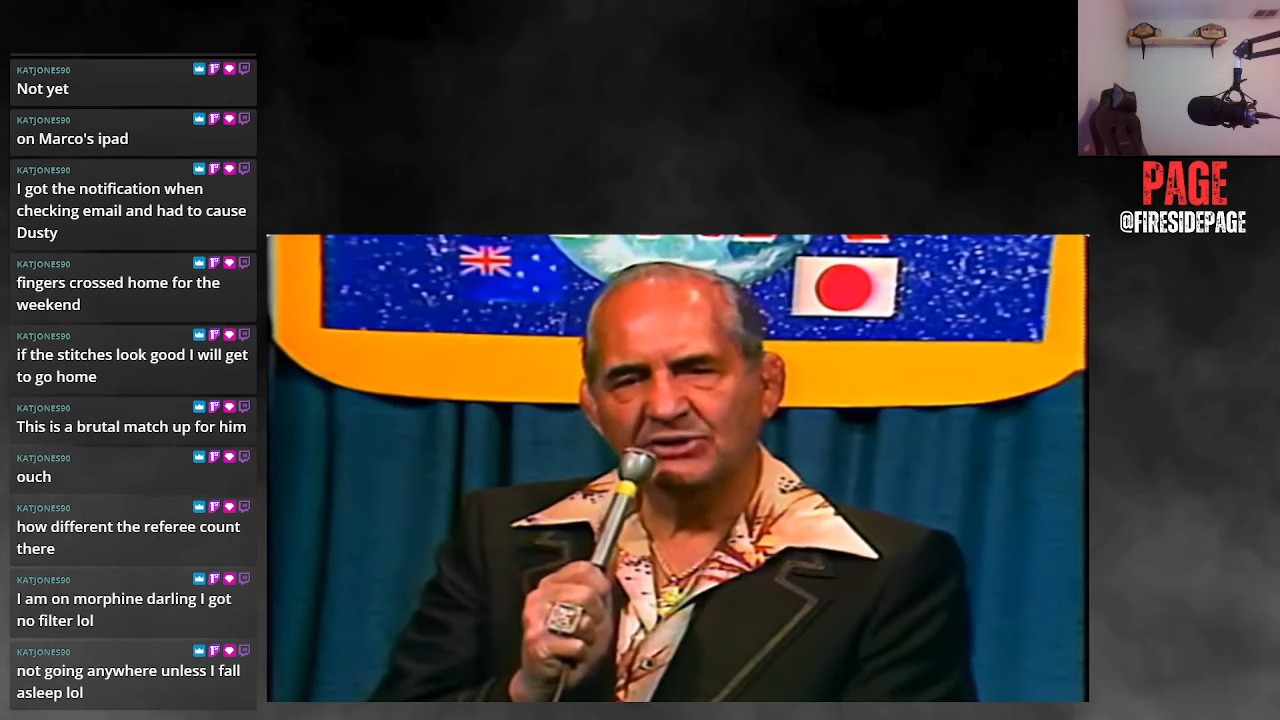 KATJONES90
Not yet
KATJONES90
on Marco's ipad
KATJONES90
I got the notification when
checking email and had to cause
Dusty
KATJONES90
fingers crossed home for the
weekend
KATJONES90
if the stitches look good I will get
to go home
KATJONES90
This is a brutal match up for him
KATJONES90
ouch
KATJONES90
how different the referee count
there
KATJONES90
I am on morphine darling I got
no filter lol
KATJONES90
not going anywhere unless I fall
asleep lol
PAGE
@FIRESIDEPAGE